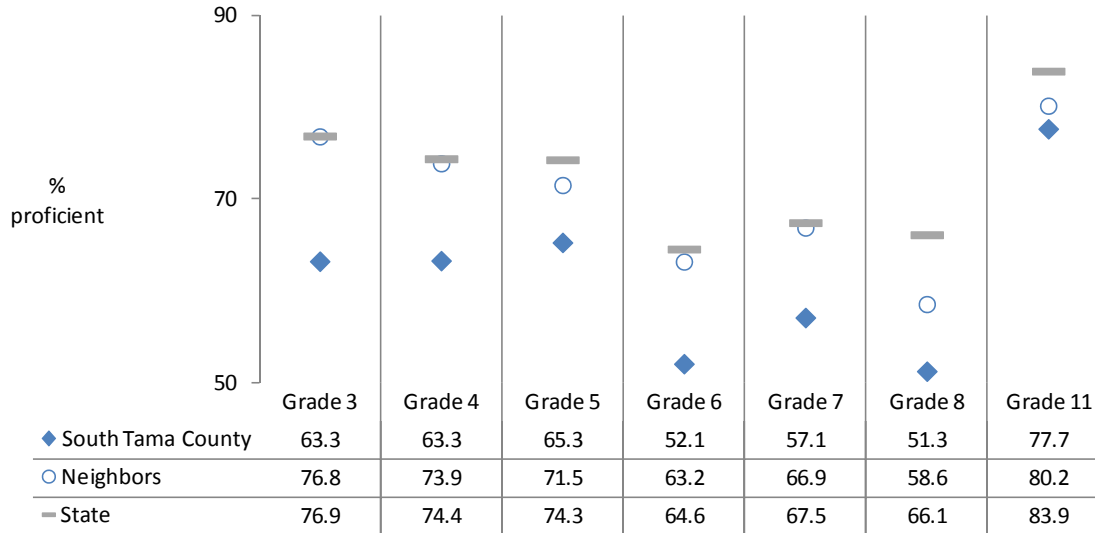 90
%
proficient
70
50
Grade 3 Grade 4 Grade 5 Grade 6 Grade 7 Grade 8 Grade 11
South Tama County 63.3 63.3 65.3 52.1 57.1 51.3 77.7
Neighbors 76.8 73.9 71.5 63.2 66.9 58.6 80.2
State 76.9 74.4 74.3 64.6 67.5 66.1 83.9